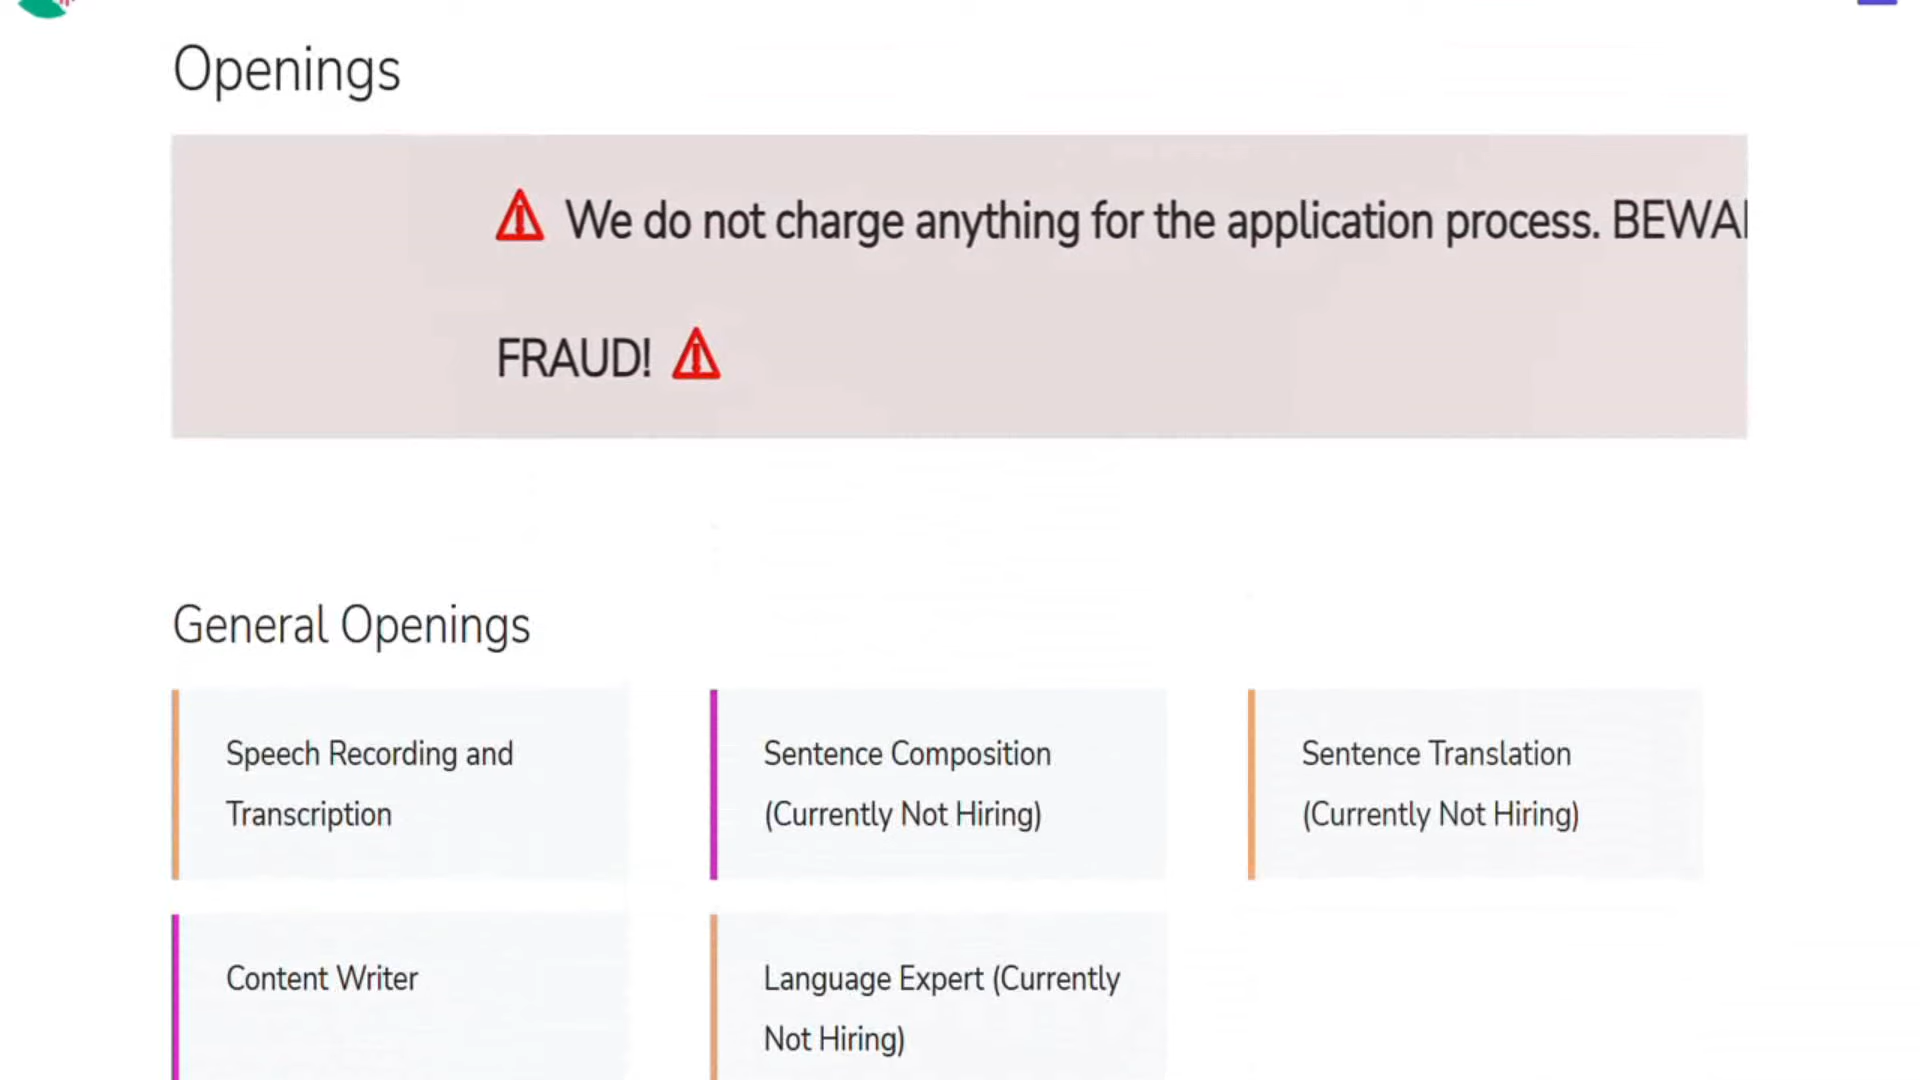 Openings
We do not charge anything for the application process.
FRAUD!
General Openings
Speech Recording and
Transcription
Sentence Composition
(Currently Not Hiring)
Sentence Translation
(Currently Not Hiring)
Content Writer
Language Expert (Currently
Not Hiring)